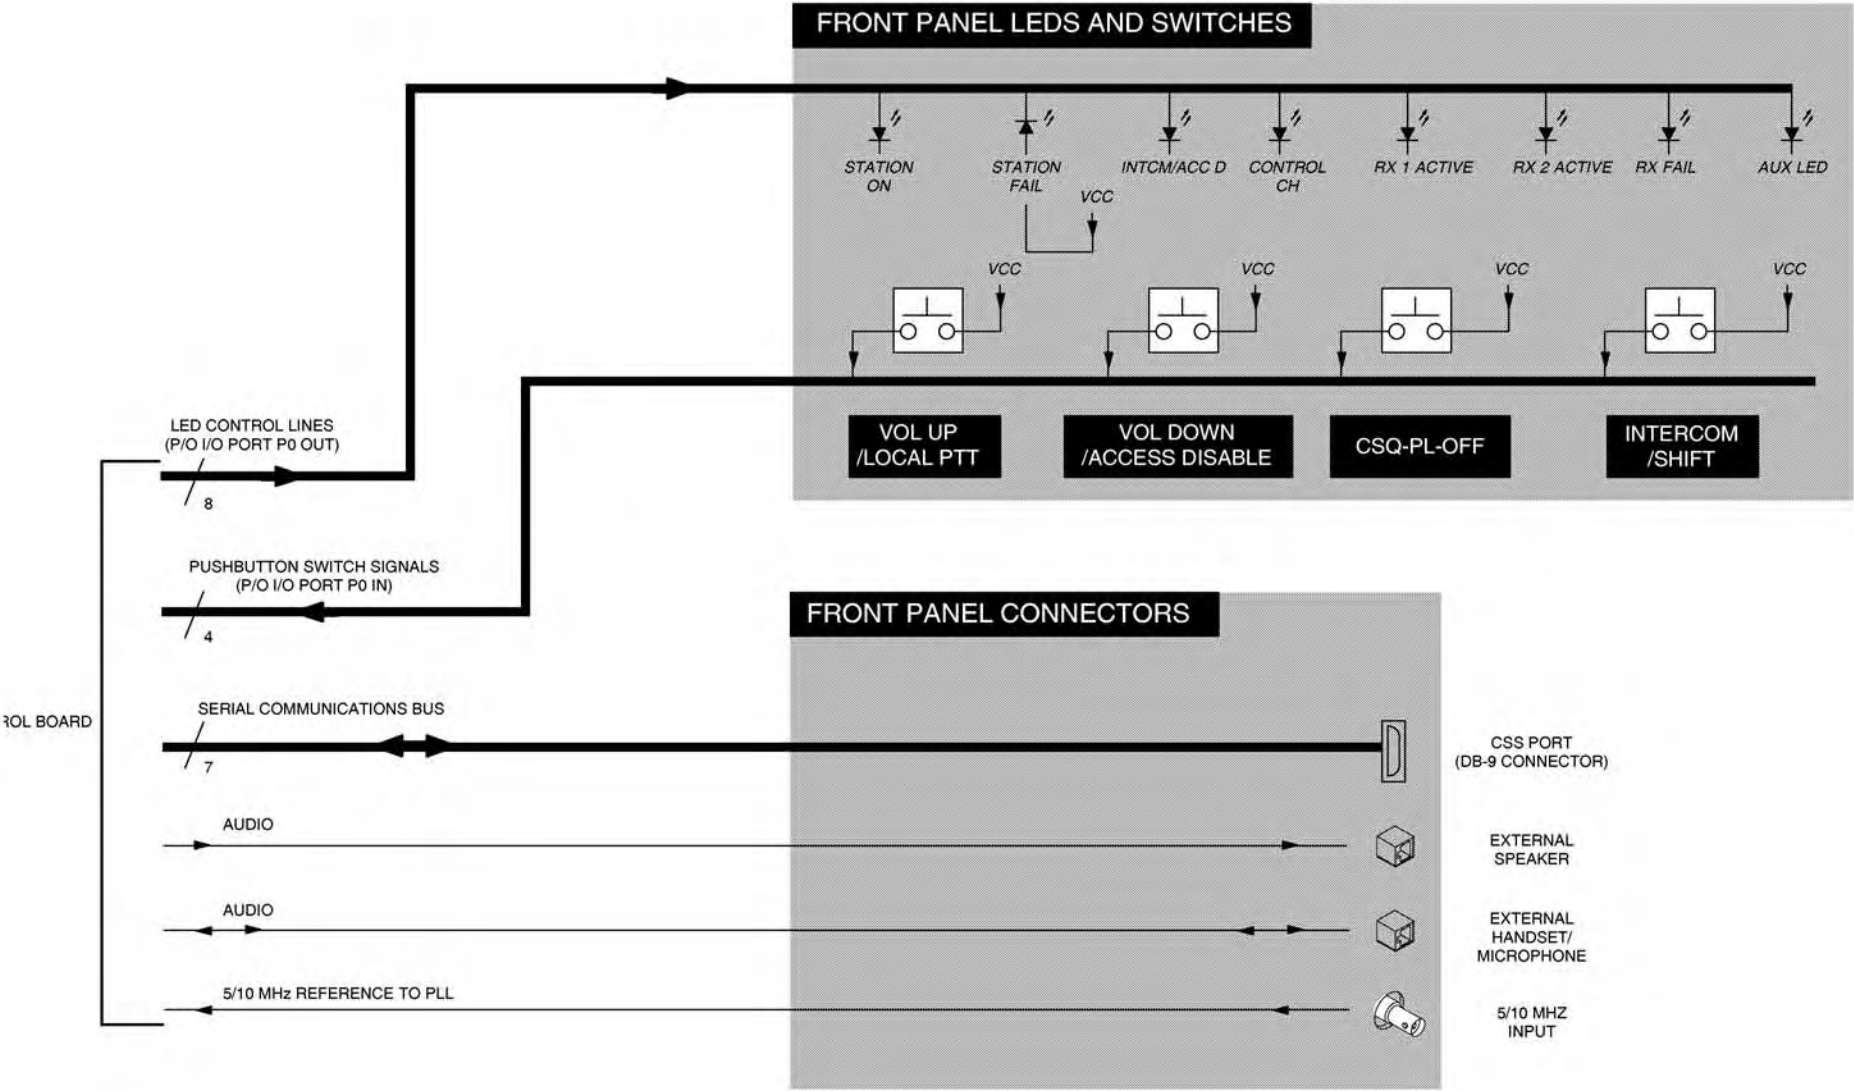 FRONT PANEL LEDS AND SWITCHES
STATION
ON
STATION
FAIL
INTCM/ACC D
CONTROL
CH
RX 1 ACTIVE
RX 2 ACTIVE
RX FAIL
AUX LED
VCC
VCC
VCC
VCC
VCC
VOL UP
/LOCAL PTT
VOL DOWN
/ACCESS DISABLE
CSQ-PL-OFF
INTERCOM
/SHIFT
LED CONTROL LINES
(P/O I/O PORT P0 OUT)
8
PUSHBUTTON SWITCH SIGNALS
(P/O I/O PORT P0 IN)
4
FRONT PANEL CONNECTORS
SERIAL COMMUNICATIONS BUS
7
BOARD
CSS PORT
(DB-9 CONNECTOR)
AUDIO
EXTERNAL
SPEAKER
AUDIO
EXTERNAL
HANDSET/
MICROPHONE
5/10 MHz REFERENCE TO PLL
5/10 MHZ
INPUT